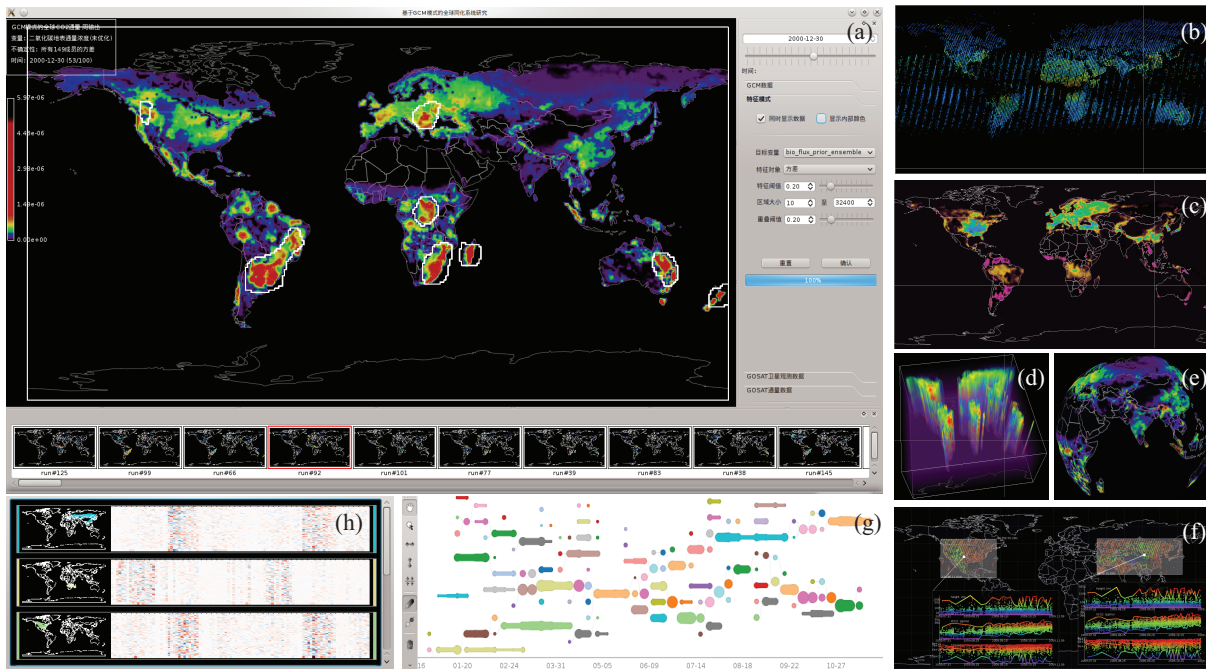 基于GCM模式的全球同化系统研究
基于GCM模式的全球CO2通量-同输出
变量：二氧化碳地表通量浓度(未优化)
不确定性：所有149成员的方差
时间：2000-12-30 (53/100)
5.97e-06
4.48e-06
2.98e-06
1.49e-06
0.00e+00
(a)
2000-12-30
时间：
GCM数据
特征模式
同时显示数据
显示内部颜色
目标变量 bio_flux_prior_ensemble
特征对象 方差
特征阈值 0.20
区域大小 10 至 32400
重叠阈值 0.20
重置 确认
100%
GOSAT卫星观测数据
GOSAT通量数据
run#125 run#99 run#66 run#92 run#101 run#77 run#39 run#83 run#38 run#145
(b)
(c)
(d)
(e)
(h)
(g)
16 01-20 02-24 03-31 05-05 06-09 07-14 08-18 09-22 10-27
(f)